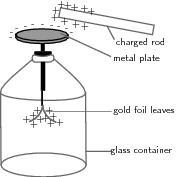 charged rod
metal plate
gold foil leaves
glass container